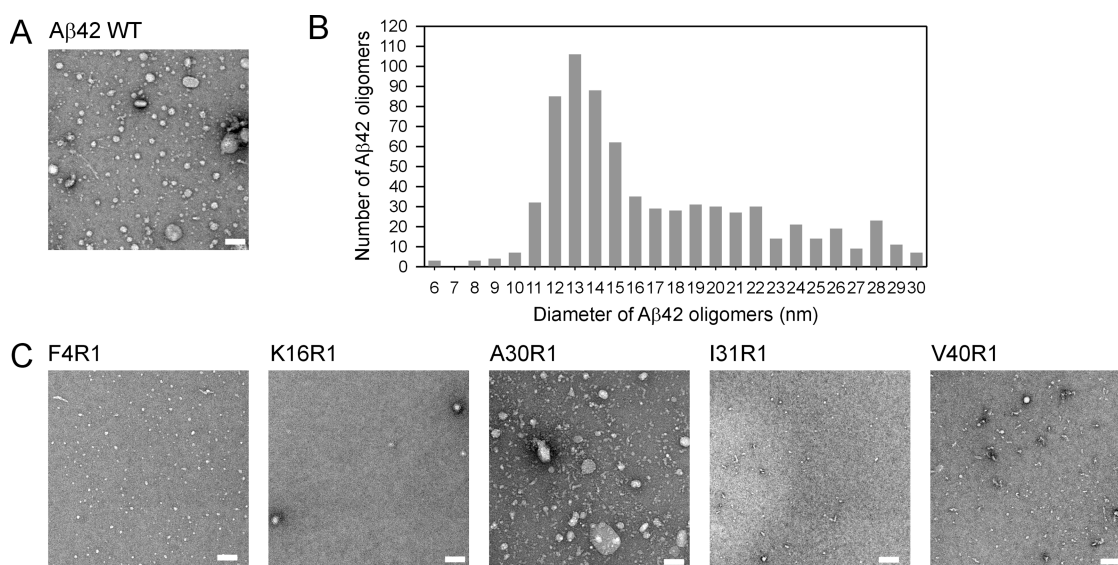 A
Aβ42 WT
B
Number of Aβ42 oligomers
120
110
100
90
80
70
60
50
40
30
20
10
0
6 7 8 9 10 11 12 13 14 15 16 17 18 19 20 21 22 23 24 25 26 27 28 29 30
Diameter of Aβ42 oligomers (nm)
C
F4R1
K16R1
A30R1
I31R1
V40R1